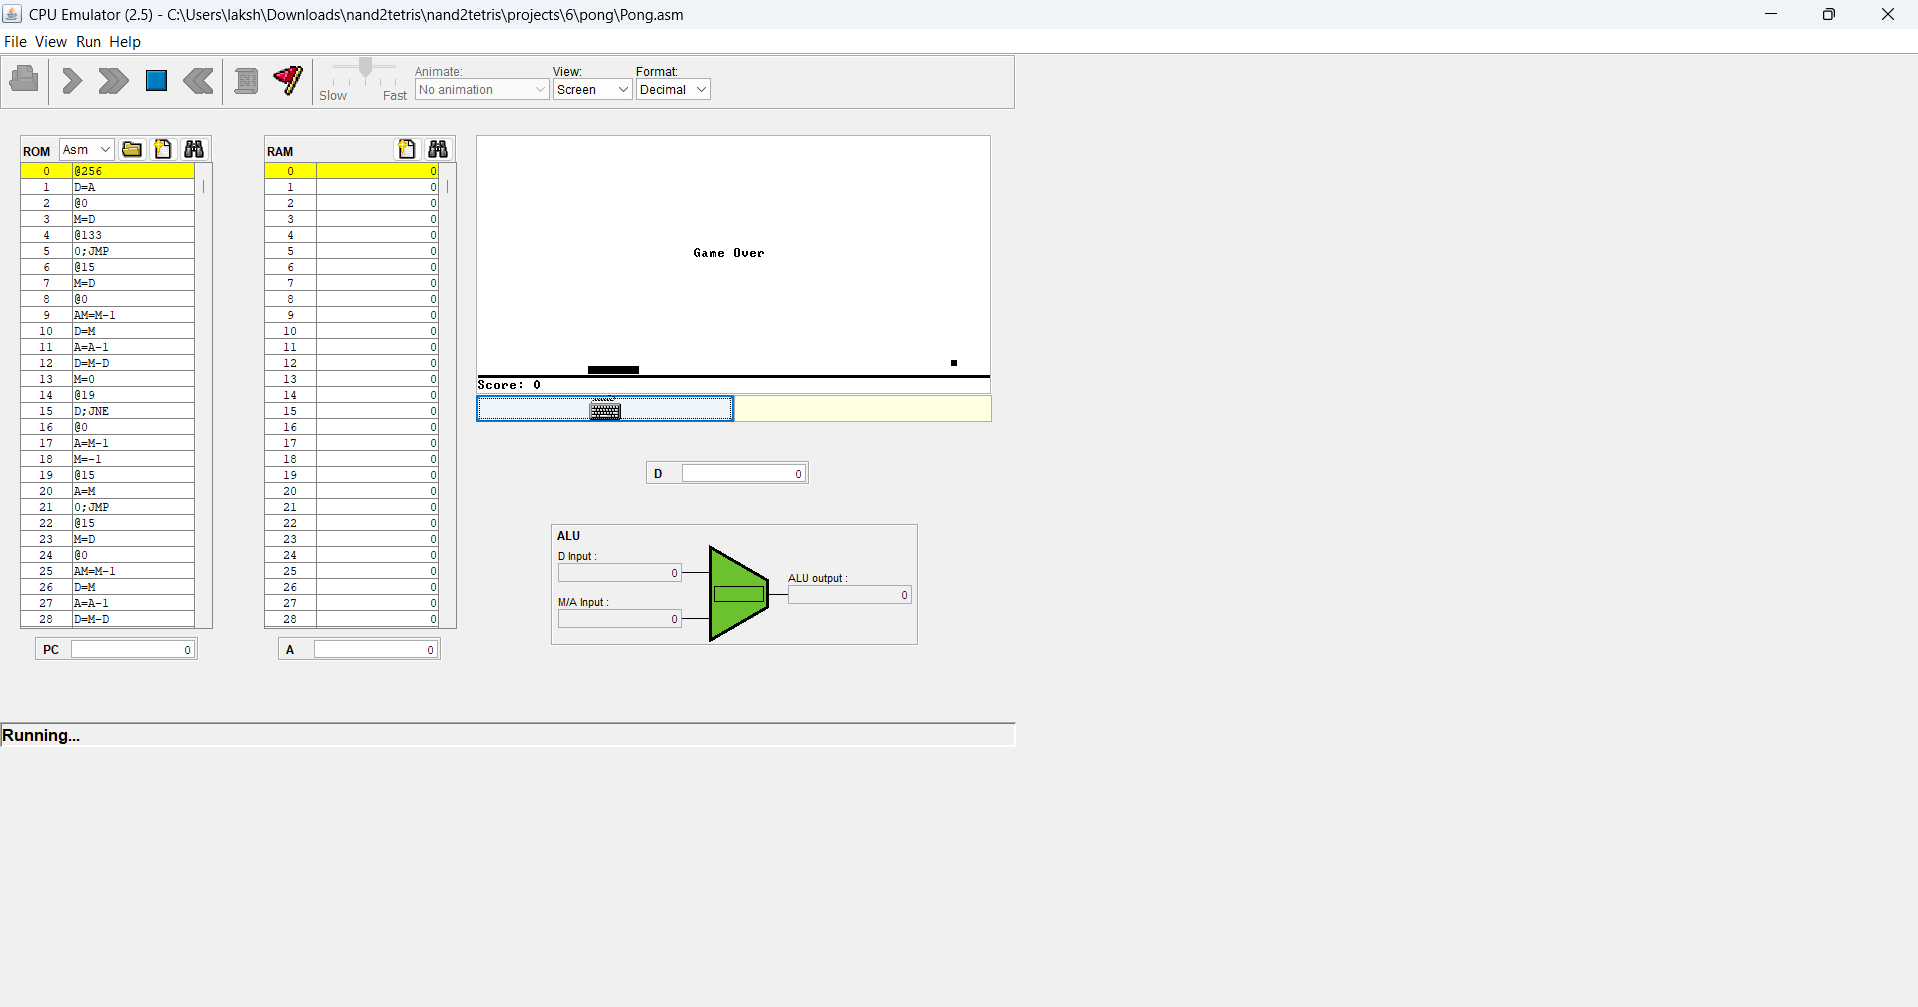 CPU Emulator (2.5) - C:\Users\laksh\Downloads\nand2tetris\nand2tetris\projects\6\pong\Pong.asm
File View Run Help
Slow Fast
Animate:
No animation
View:
Screen
Format:
Decimal
ROM Asm
0 @256
1 D=A
2 @0
3 M=D
4 @133
5 0;JMP
6 @15
7 M=D
8 @0
9 AM=M-1
10 D=M
11 A=A-1
12 D=M-D
13 M=0
14 @19
15 D;JNE
16 @0
17 A=M-1
18 M=-1
19 @15
20 A=M
21 0;JMP
22 @15
23 M=D
24 @0
25 AM=M-1
26 D=M
27 A=A-1
28 D=M-D
PC 0
RAM
0 0
1 0
2 0
3 0
4 0
5 0
6 0
7 0
8 0
9 0
10 0
11 0
12 0
13 0
14 0
15 0
16 0
17 0
18 0
19 0
20 0
21 0
22 0
23 0
24 0
25 0
26 0
27 0
28 0
A 0
Game Over
Score: 0
D 0
ALU
D Input :
0
M/A Input :
0
ALU output :
0
Running...